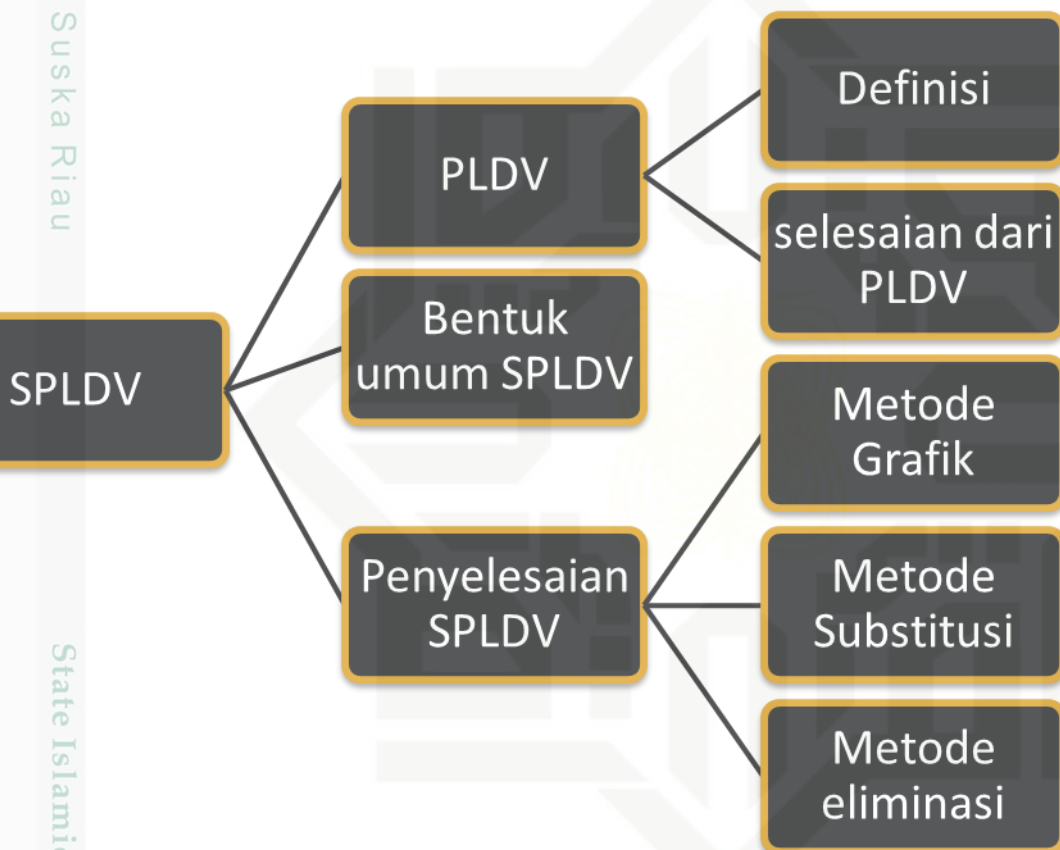 Suska Riau
State Islamic
SPLDV
PLDV
Bentuk
umum SPLDV
Penyelesaian
SPLDV
Definisi
selesaian dari
PLDV
Metode
Grafik
Metode
Substitusi
Metode
eliminasi